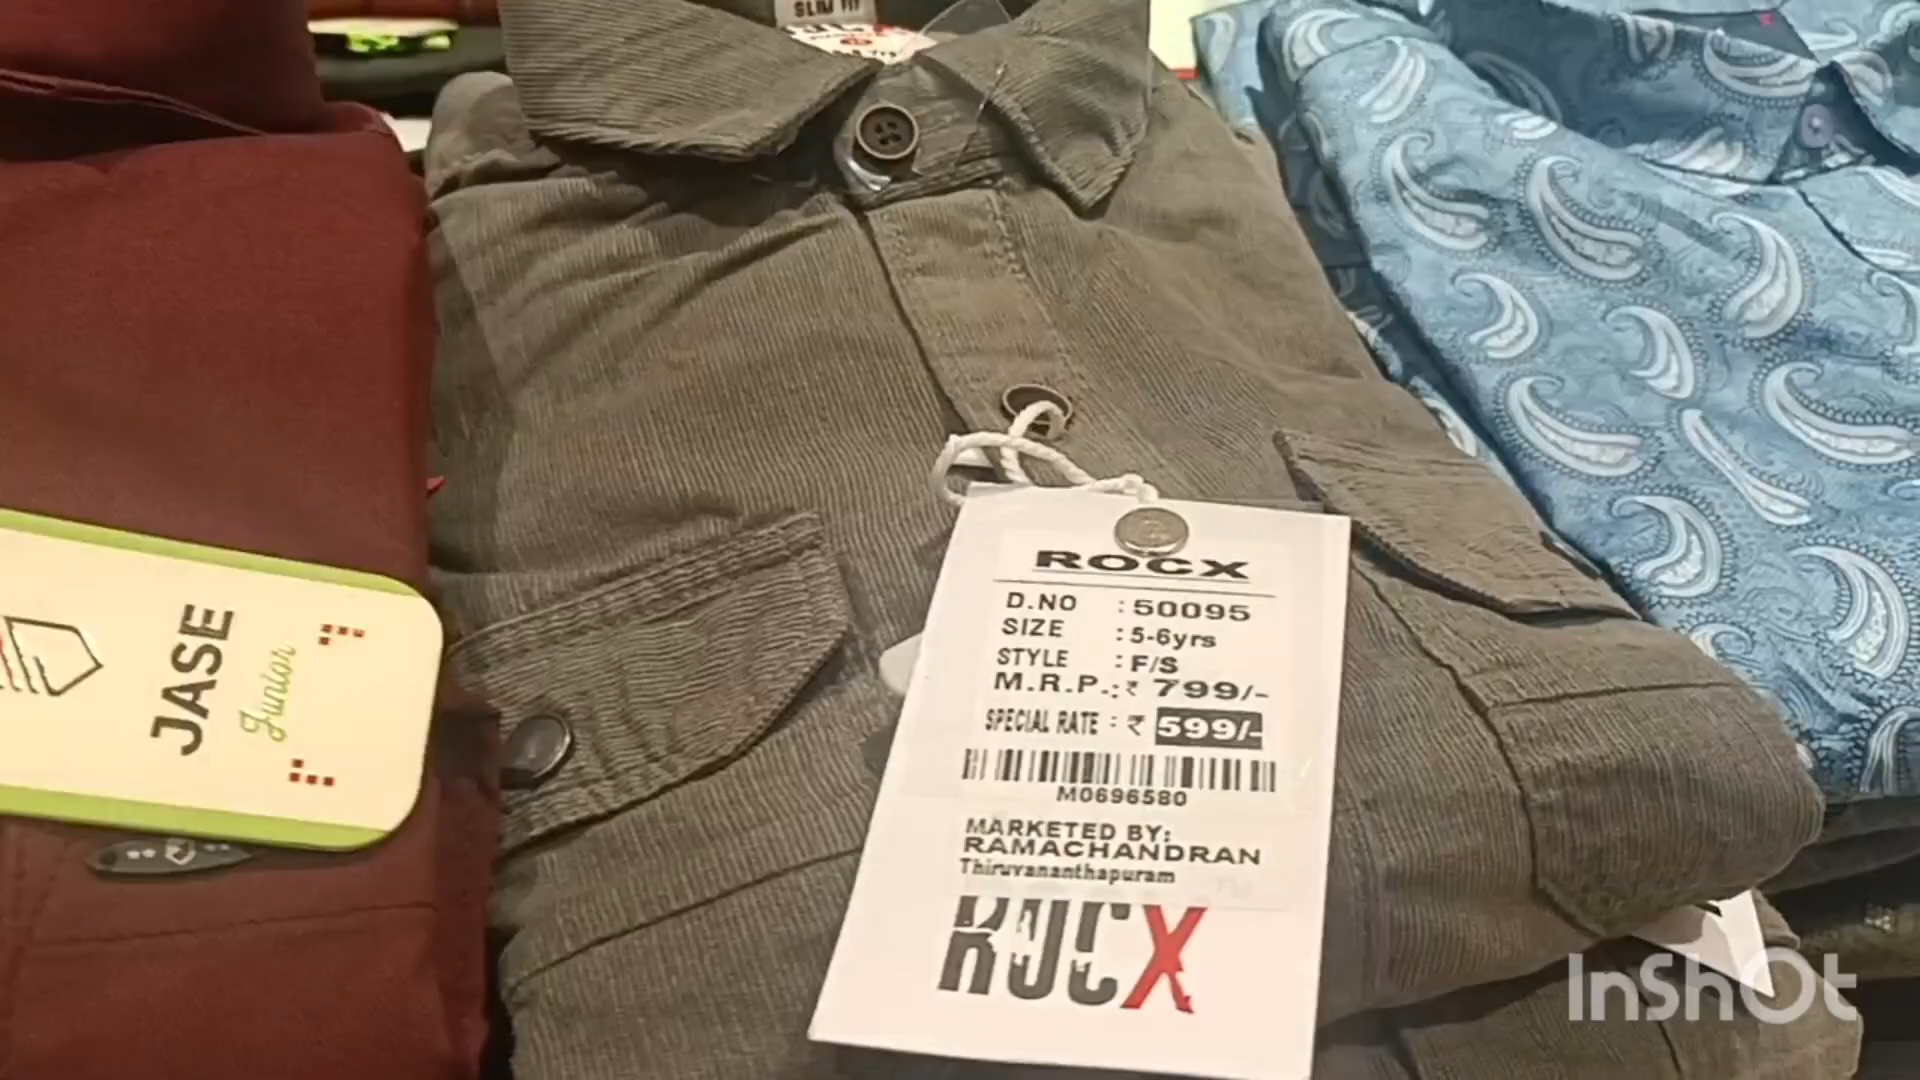 SLIM FIT
JASE
Junior
ROCX
D.NO : 50095
SIZE : 5-6yrs
STYLE : F/S
M.R.P.: ₹ 799/-
SPECIAL RATE : ₹ 599/-
M0696580
MARKETED BY:
RAMACHANDRAN
Thiruvananthapuram
ROCX
InShOt